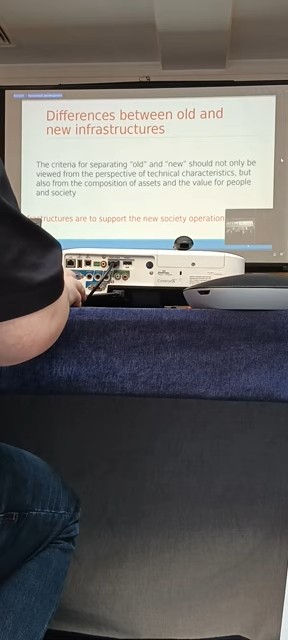 Differences between old and
new infrastructures
The criteria for separating "old" and "new" should not only be
viewed from the perspective of technical characteristics, but
also from the composition of assets and the value for people
and society
structures are to support the new society operation